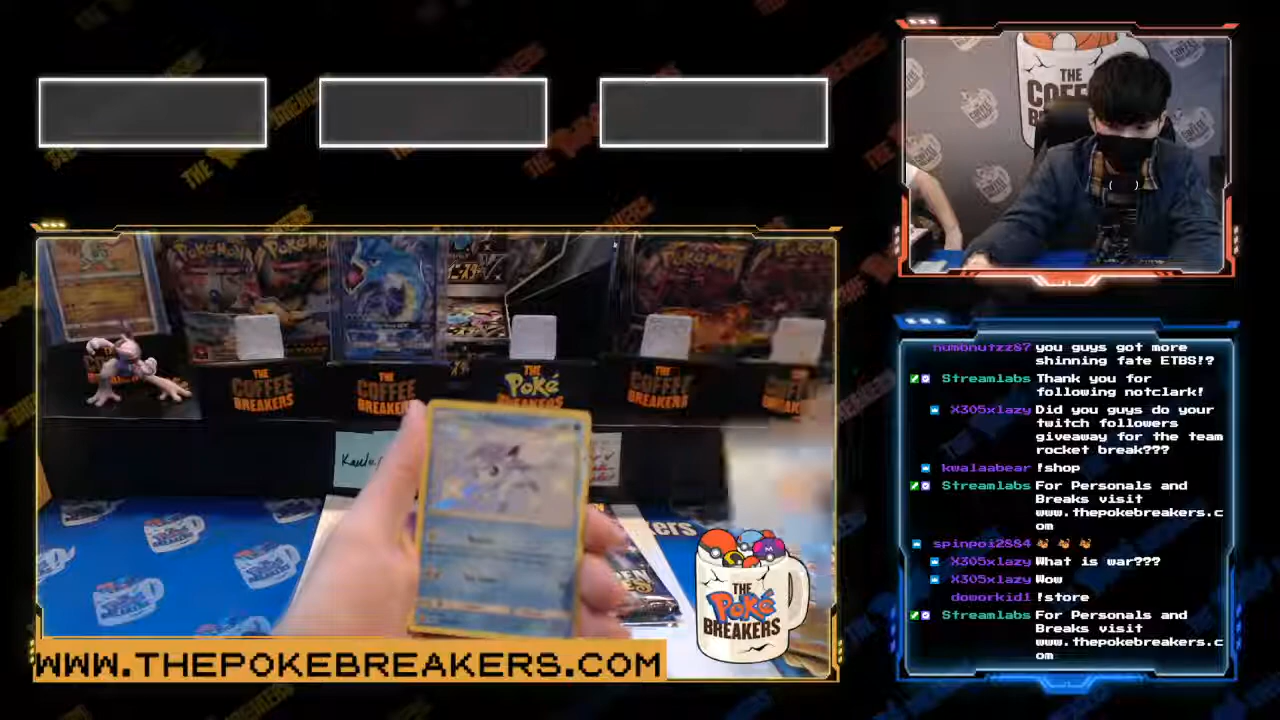 THE
COFFEE
BREAKERS
THE
COFFEE
BREAKERS
THE
Poké
BREAKERS
THE
COFFEE
BREAKERS
POKéMON
POKéMON
THE
Poké
BREAKERS
WWW.THEPOKEBREAKERS.COM
THE
numbnutzz87 you guys got more
shinning fate ETBS!?
Streamlabs Thank you for
following notclark!
X305xlazy Did you guys do your
twitch followers
giveaway for the team
rocket break???
kwalaabear !shop
Streamlabs For Personals and
Breaks visit
www.thepokebreakers.c
om
spinpoi2884
X305xlazy What is war???
X305xlazy Wow
doworkid1 !store
Streamlabs For Personals and
Breaks visit
www.thepokebreakers.c
om